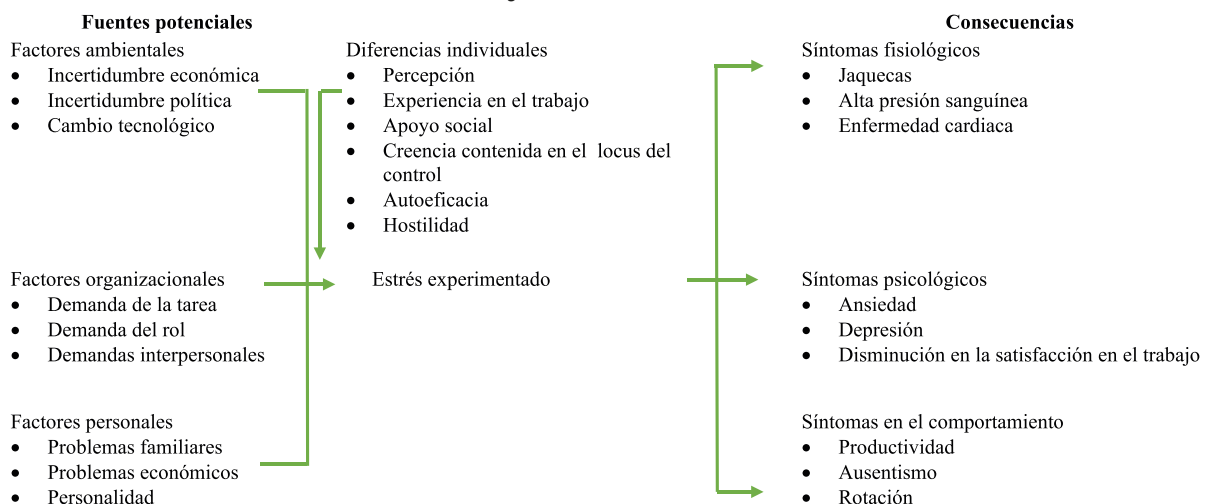 Fuentes potenciales
Factores ambientales
• Incertidumbre económica
• Incertidumbre política
• Cambio tecnológico
Diferencias individuales
• Percepción
• Experiencia en el trabajo
• Apoyo social
• Creencia contenida en el locus del
control
• Autoeficacia
• Hostilidad
Factores organizacionales
• Demanda de la tarea
• Demanda del rol
• Demandas interpersonales
Estrés experimentado
Factores personales
• Problemas familiares
• Problemas económicos
• Personalidad
Consecuencias
Síntomas fisiológicos
• Jaquecas
• Alta presión sanguínea
• Enfermedad cardiaca
Síntomas psicológicos
• Ansiedad
• Depresión
• Disminución en la satisfacción en el trabajo
Síntomas en el comportamiento
• Productividad
• Ausentismo
• Rotación